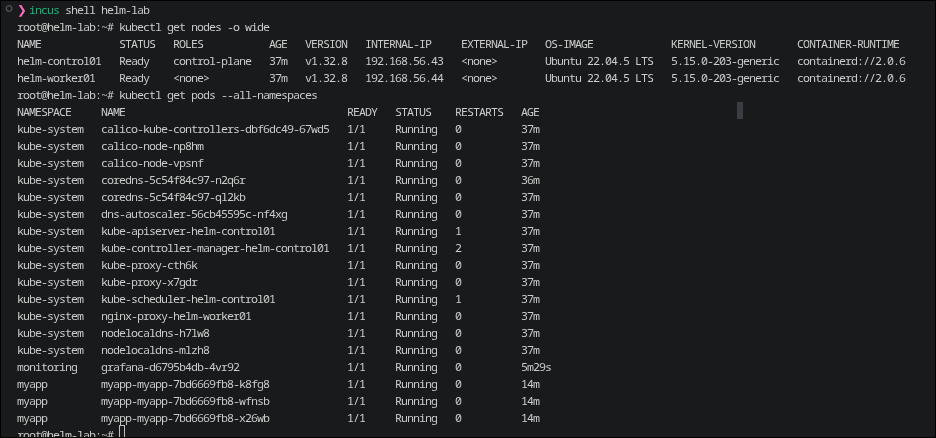 ❯ incus shell helm-lab
root@helm-lab:~# kubectl get nodes -o wide
NAME STATUS ROLES AGE VERSION INTERNAL-IP EXTERNAL-IP OS-IMAGE KERNEL-VERSION CONTAINER-RUNTIME
helm-control01 Ready control-plane 37m v1.32.8 192.168.56.43 <none> Ubuntu 22.04.5 LTS 5.15.0-203-generic containerd://2.0.6
helm-worker01 Ready <none> 37m v1.32.8 192.168.56.44 <none> Ubuntu 22.04.5 LTS 5.15.0-203-generic containerd://2.0.6
root@helm-lab:~# kubectl get pods --all-namespaces
NAMESPACE NAME READY STATUS RESTARTS AGE
kube-system calico-kube-controllers-dbf6dc49-67wd5 1/1 Running 0 37m
kube-system calico-node-np8hm 1/1 Running 0 37m
kube-system calico-node-vpsnf 1/1 Running 0 37m
kube-system coredns-5c54f84c97-n2q6r 1/1 Running 0 36m
kube-system coredns-5c54f84c97-ql2kb 1/1 Running 0 37m
kube-system dns-autoscaler-56cb45595c-nf4xg 1/1 Running 0 37m
kube-system kube-apiserver-helm-control01 1/1 Running 1 37m
kube-system kube-controller-manager-helm-control01 1/1 Running 2 37m
kube-system kube-proxy-cth6k 1/1 Running 0 37m
kube-system kube-proxy-x7gdr 1/1 Running 0 37m
kube-system kube-scheduler-helm-control01 1/1 Running 1 37m
kube-system nginx-proxy-helm-worker01 1/1 Running 0 37m
kube-system nodelocaldns-h7lw8 1/1 Running 0 37m
kube-system nodelocaldns-mlzh8 1/1 Running 0 37m
monitoring grafana-d6795b4db-4vr92 1/1 Running 0 5m29s
myapp myapp-myapp-7bd6669fb8-k8fg8 1/1 Running 0 14m
myapp myapp-myapp-7bd6669fb8-wfnsb 1/1 Running 0 14m
myapp myapp-myapp-7bd6669fb8-x26wb 1/1 Running 0 14m
root@helm-lab:~#